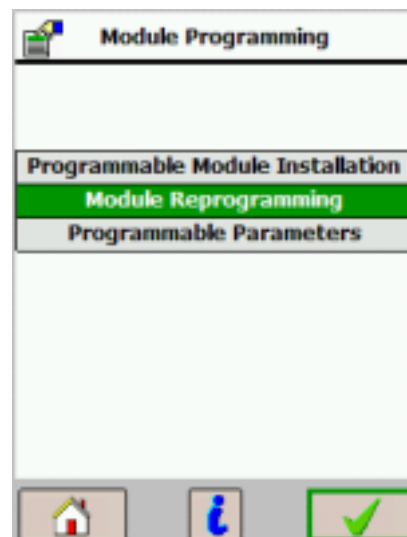 Module Programming
Programmable Module Installation
Module Reprogramming
Programmable Parameters